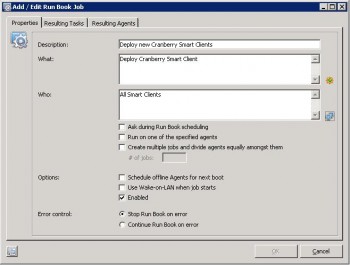 Add / Edit Run Book Job
Properties
Resulting Tasks
Resulting Agents
Description:
Deploy new Cranberry Smart Clients
What:
Deploy Cranberry Smart Client
Who:
All Smart Clients
Ask during Run Book scheduling
Run on one of the specified agents
Create multiple jobs and divide agents equally amongst them
# of jobs:
Options:
Schedule offline Agents for next boot
Use Wake-on-LAN when job starts
Enabled
Error control:
Stop Run Book on error
Continue Run Book on error
OK
Cancel